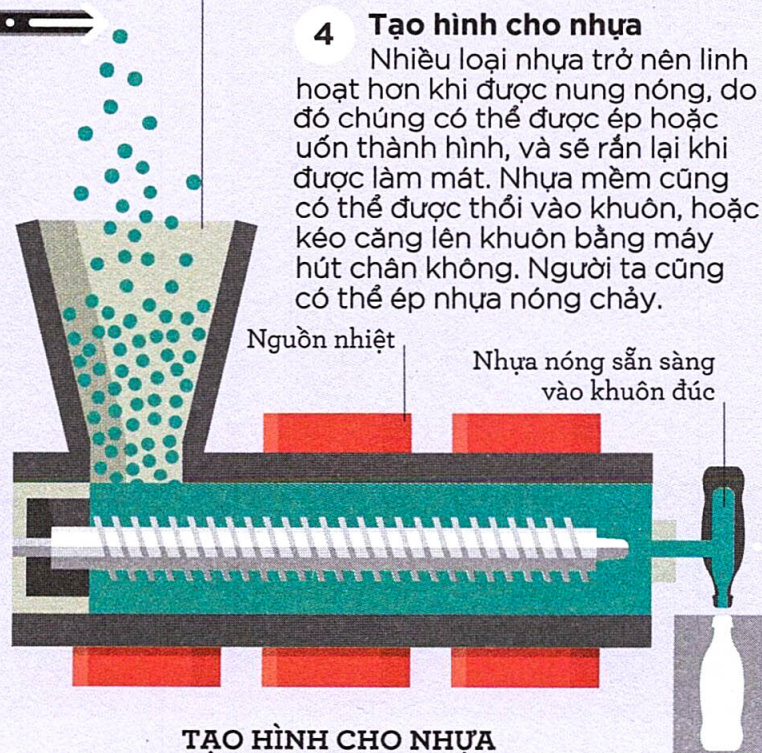 4 Tạo hình cho nhựa
Nhiều loại nhựa trở nên linh
hoạt hơn khi được nung nóng, do
đó chúng có thể được ép hoặc
uốn thành hình, và sẽ rắn lại khi
được làm mát. Nhựa mềm cũng
có thể được thổi vào khuôn, hoặc
kéo căng lên khuôn bằng máy
hút chân không. Người ta cũng
có thể ép nhựa nóng chảy.
Nguồn nhiệt
Nhựa nóng sẵn sàng
vào khuôn đúc
TẠO HÌNH CHO NHỰA